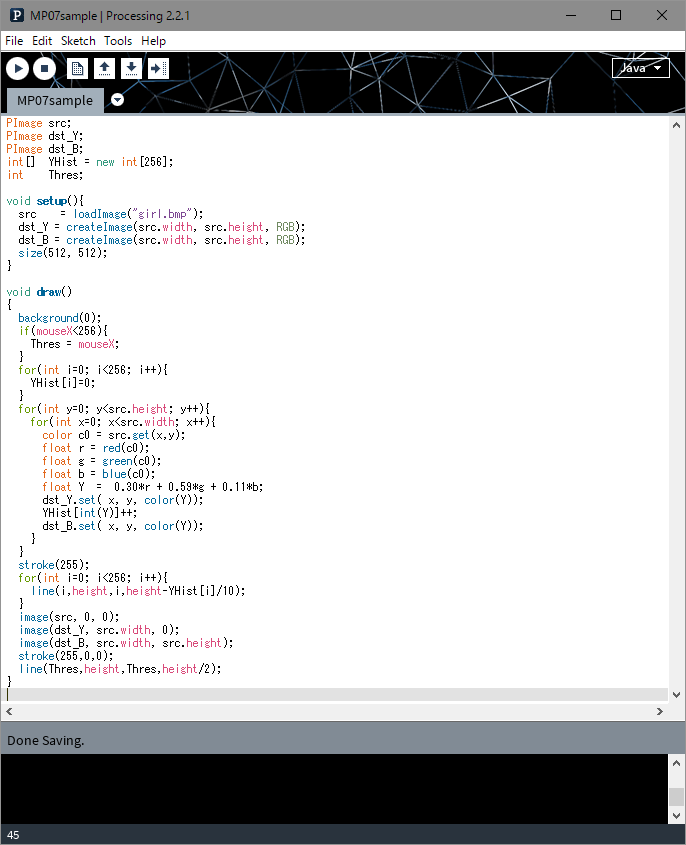 MP07sample | Processing 2.2.1
File Edit Sketch Tools Help
Java
MP07sample
PImage src;
PImage dst_Y;
PImage dst_B;
int[]  YHist = new int[256];
int    Thres;

void setup(){
  src    = loadImage("girl.bmp");
  dst_Y = createImage(src.width, src.height, RGB);
  dst_B = createImage(src.width, src.height, RGB);
  size(512, 512);
}

void draw()
{
  background(0);
  if(mouseX<256){
    Thres = mouseX;
  }
  for(int i=0; i<256; i++){
    YHist[i]=0;
  }
  for(int y=0; y<src.height; y++){
    for(int x=0; x<src.width; x++){
      color c0 = src.get(x,y);
      float r = red(c0);
      float g = green(c0);
      float b = blue(c0);
      float Y  =  0.30*r + 0.59*g + 0.11*b;
      dst_Y.set( x, y, color(Y));
      YHist[int(Y)]++;
      dst_B.set( x, y, color(Y));
    }
  }
  stroke(255);
  for(int i=0; i<256; i++){
    line(i,height,i,height-YHist[i]/10);
  }
  image(src, 0, 0);
  image(dst_Y, src.width, 0);
  image(dst_B, src.width, src.height);
  stroke(255,0,0);
  line(Thres,height,Thres,height/2);
}
Done Saving.
45